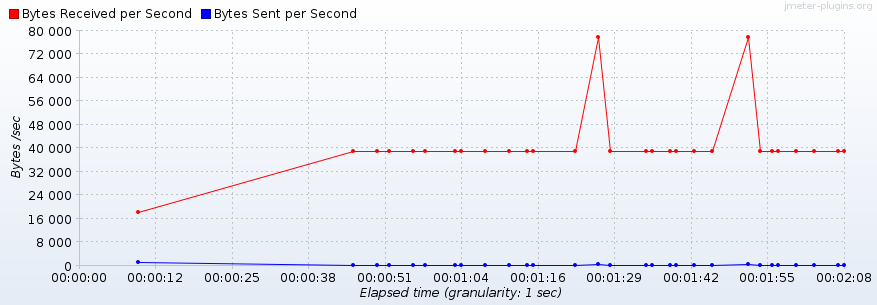 jmeter-plugins.org
Bytes Received per Second Bytes Sent per Second
80 000
72 000
64 000
56 000
48 000
40 000
32 000
24 000
16 000
8 000
0
Bytes /sec
00:00:00 00:00:12 00:00:25 00:00:38 00:00:51 00:01:04 00:01:16 00:01:29 00:01:42 00:01:55 00:02:08
Elapsed time (granularity: 1 sec)